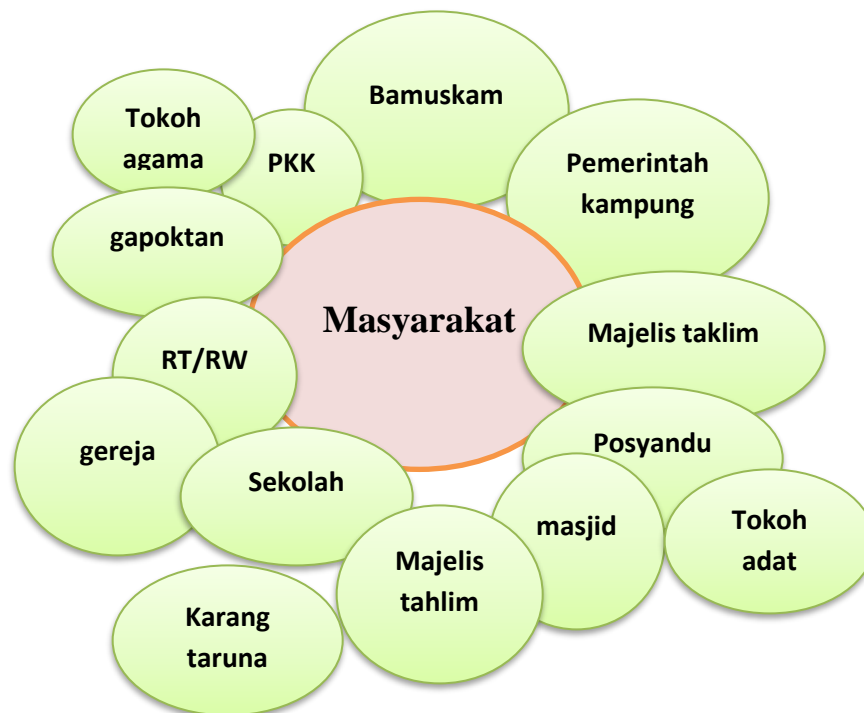 Bamuskam
Tokoh
agama
PKK
Pemerintah
kampung
gapoktan
Masyarakat
Majelis taklim
RT/RW
gereja
Sekolah
Posyandu
masjid
Tokoh
adat
Majelis
tahlim
Karang
taruna